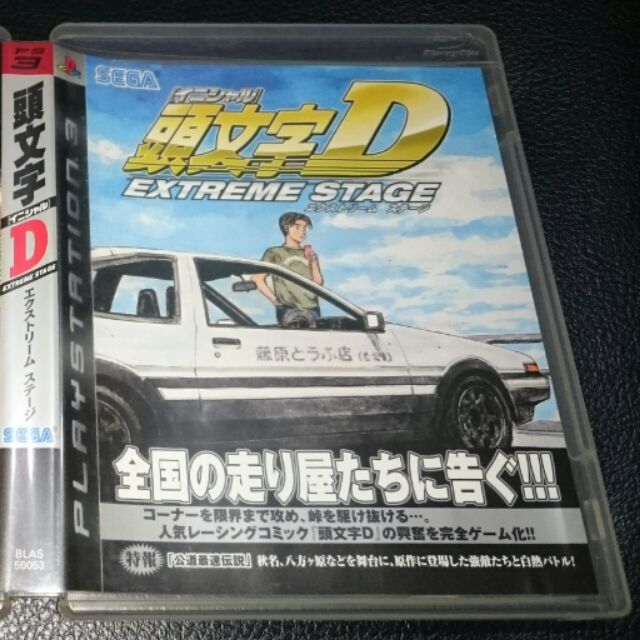 PS3
頭文字
[イニシャル]
D
EXTREME STAGE
エクストリーム ステージ
SEGA
BLAS
50053
PLAYSTATION 3
SEGA
[イニシャル]
頭文字D
EXTREME STAGE
エクストリーム ステージ
藤原とうふ店(自家用)
全国の走り屋たちに告ぐ!!!
コーナーを限界まで攻め、峠を駆け抜ける…。
人気レーシングコミック「頭文字D」の興奮を完全ゲーム化!!
特報 「公道最速伝説」 秋名、八方ヶ原などを舞台に、原作に登場した強敵たちと白熱バトル!